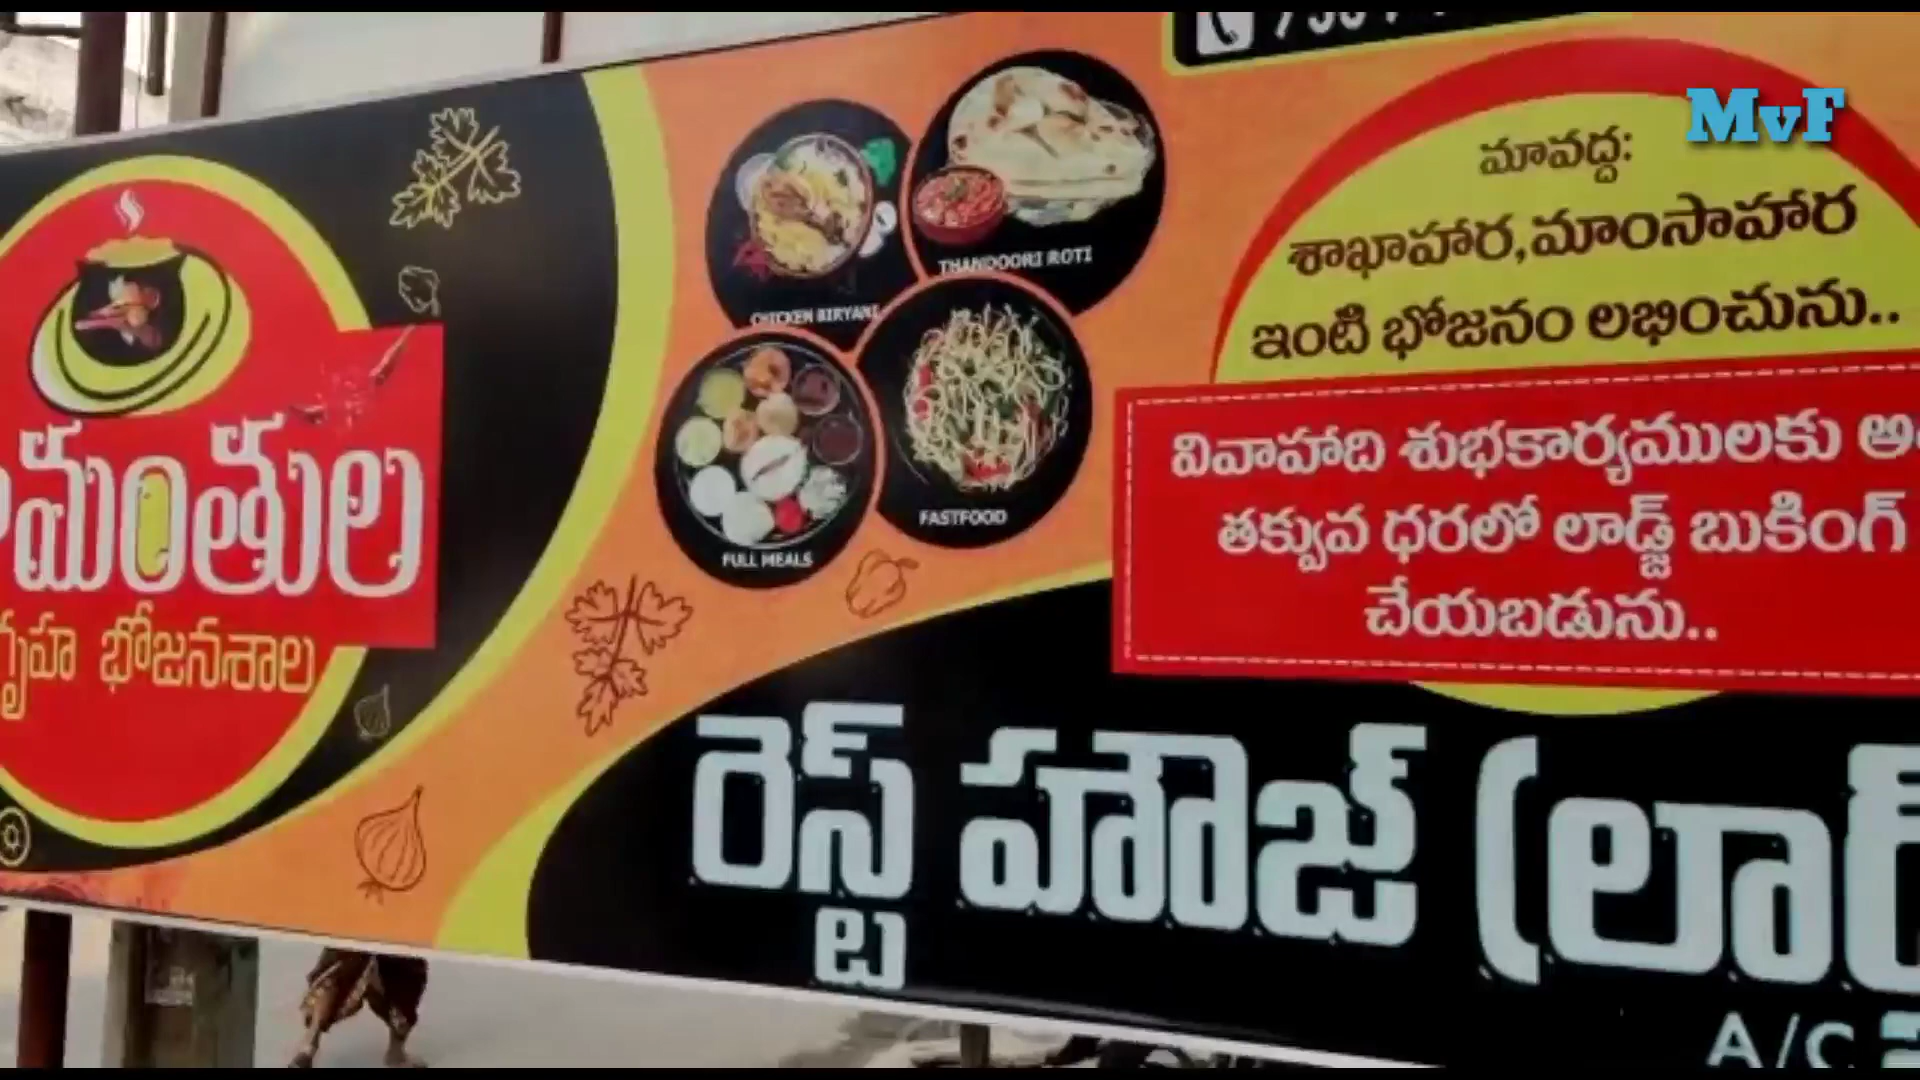 MvF
మావద్ద:
శాఖాహార,మాంసాహార
ఇంటి భోజనం లభించును..
THANDOORI ROTI
CHICKEN BIRYANI
FASTFOOD
FULL MEALS
వివాహాది శుభకార్యములకు
తక్కువ ధరలో లాడ్జ్ బుకింగ్
చేయబడును..
గృహ భోజనశాల
రెస్ట్ హౌజ్
A/C